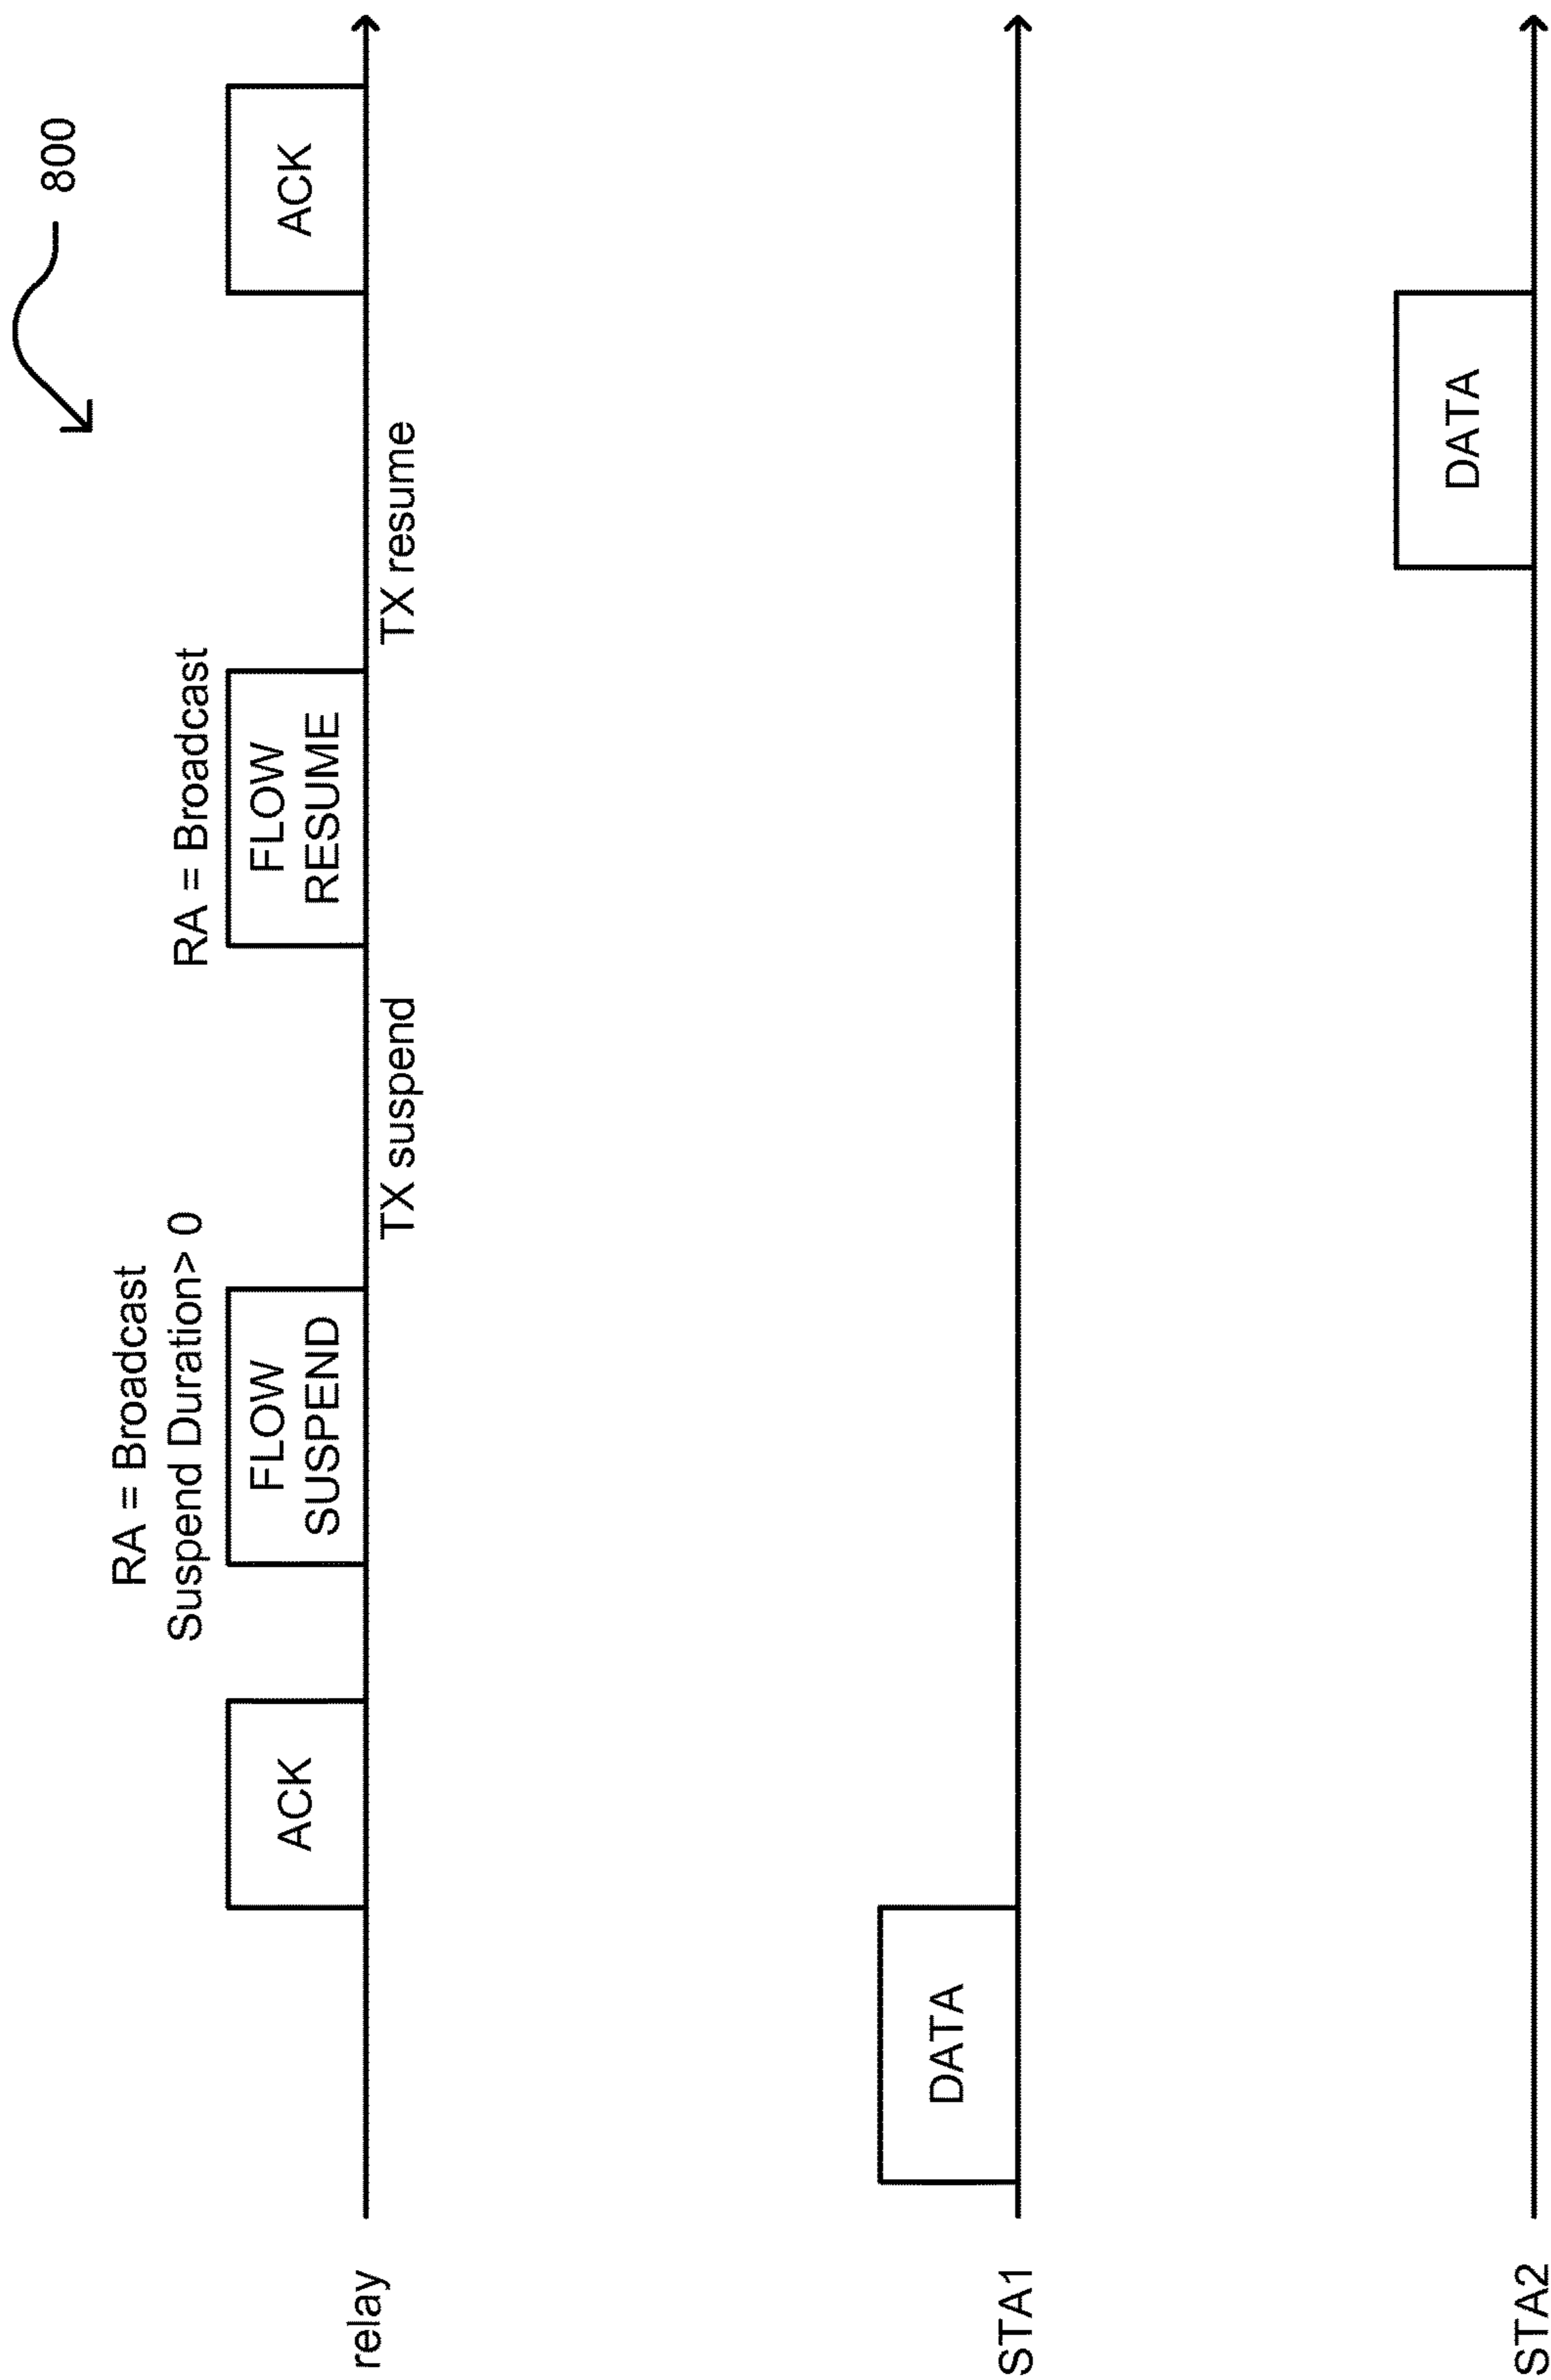 800
RA = Broadcast
Suspend Duration> 0
RA = Broadcast
ACK
FLOW
SUSPEND
FLOW
RESUME
ACK
relay
TX suspend
TX resume
DATA
STA1
DATA
STA2